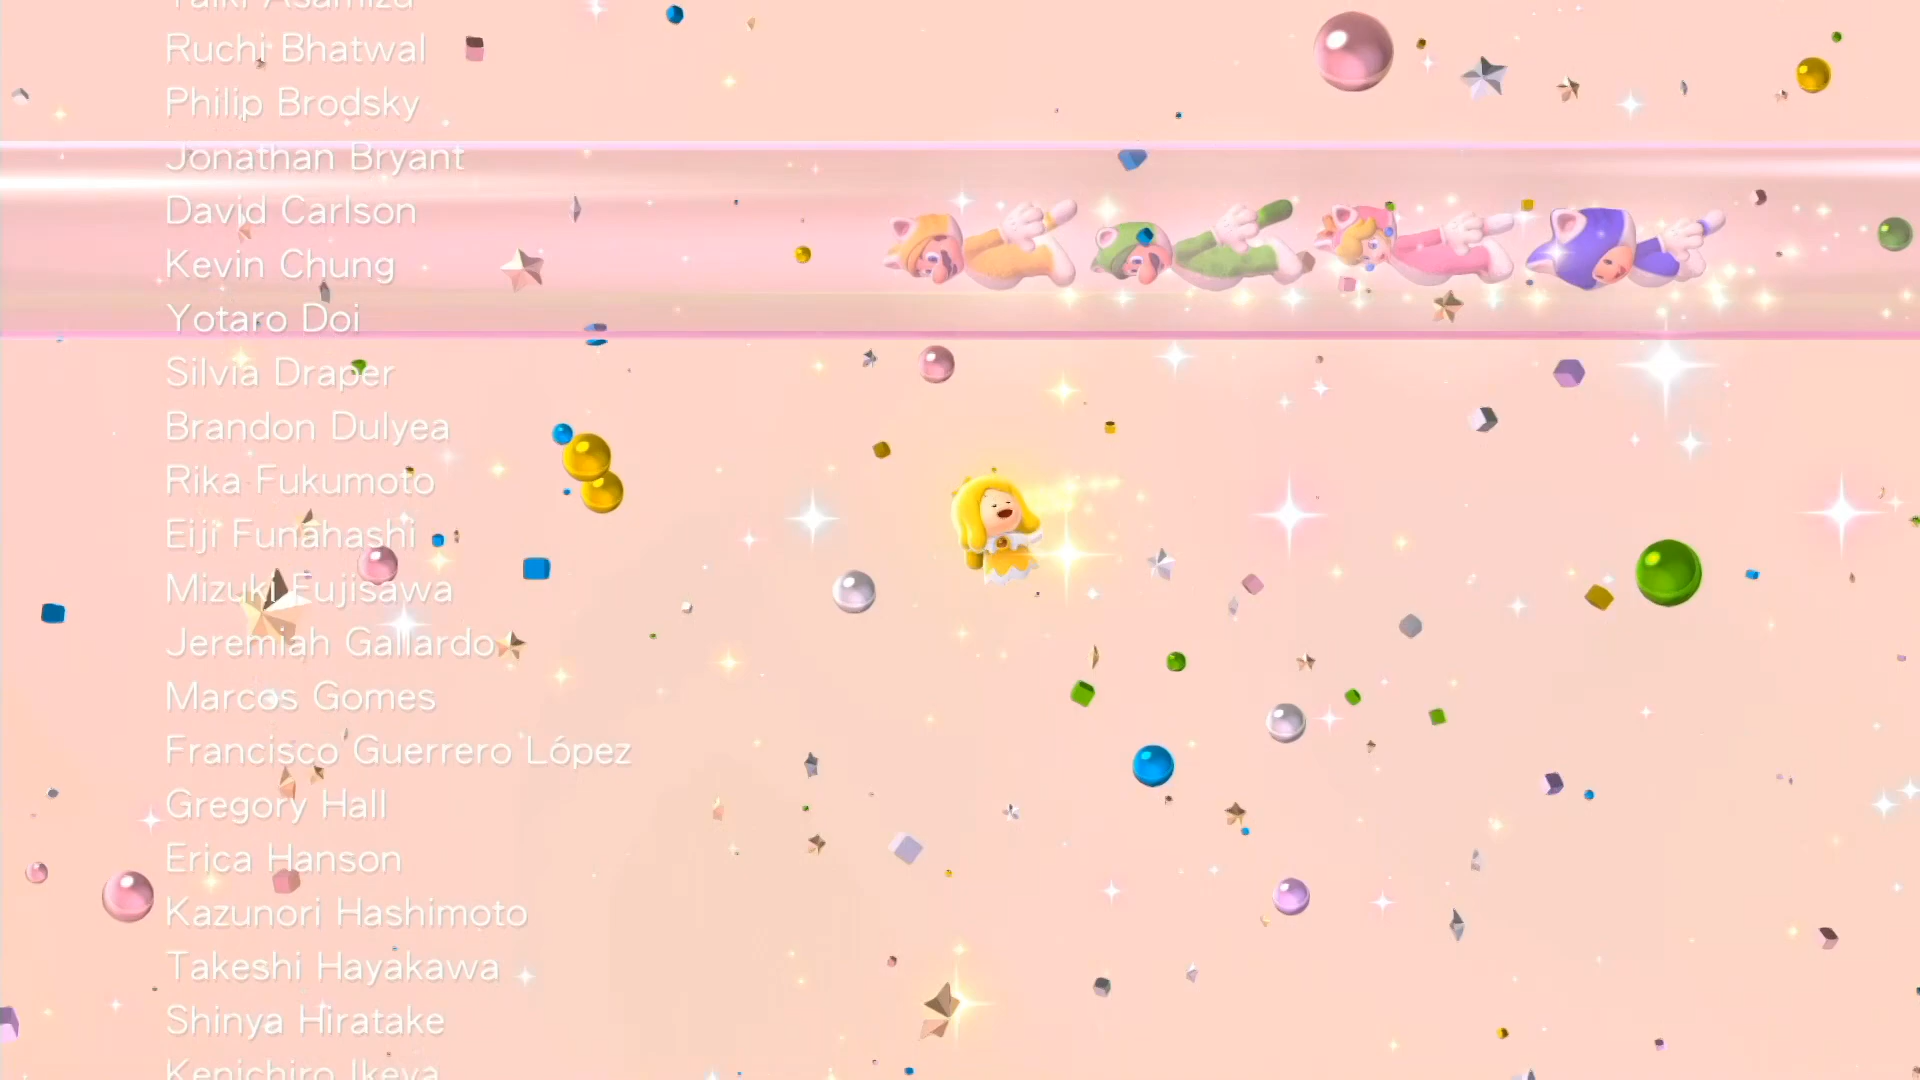 Taiki Asamizu
Ruchi Bhatwal
Philip Brodsky
Jonathan Bryant
David Carlson
Kevin Chung
Yotaro Doi
Silvia Draper
Brandon Dulyea
Rika Fukumoto
Eiji Funahashi
Mizuki Fujisawa
Jeremiah Gallardo
Marcos Gomes
Francisco Guerrero López
Gregory Hall
Erica Hanson
Kazunori Hashimoto
Takeshi Hayakawa
Shinya Hiratake
Kenichiro Ikeya